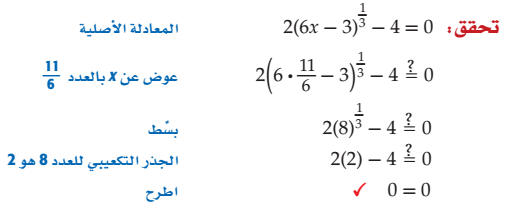 تحقق: 2(6x − 3)^{1/3} − 4 = 0 المعادلة الأصلية
2(6 · 11/6 − 3)^{1/3} − 4 ≟ 0 عوض عن x بالعدد 11/6
2(8)^{1/3} − 4 ≟ 0 بسِّط
2(2) − 4 ≟ 0 الجذر التكعيبي للعدد 8 هو 2
0 = 0 ✓ اطرح